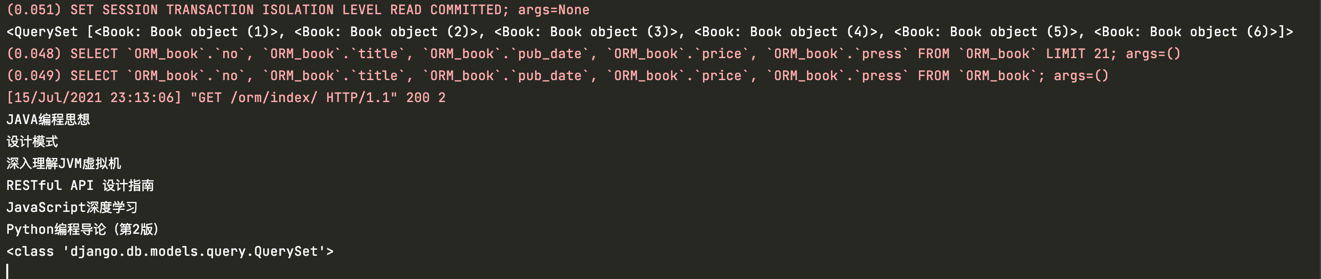 (0.051) SET SESSION TRANSACTION ISOLATION LEVEL READ COMMITTED; args=None
<QuerySet [<Book: Book object (1)>, <Book: Book object (2)>, <Book: Book object (3)>, <Book: Book object (4)>, <Book: Book object (5)>, <Book: Book object (6)>]>
(0.048) SELECT `ORM_book`.`no`, `ORM_book`.`title`, `ORM_book`.`pub_date`, `ORM_book`.`price`, `ORM_book`.`press` FROM `ORM_book` LIMIT 21; args=()
(0.049) SELECT `ORM_book`.`no`, `ORM_book`.`title`, `ORM_book`.`pub_date`, `ORM_book`.`price`, `ORM_book`.`press` FROM `ORM_book`; args=()
[15/Jul/2021 23:13:06] "GET /orm/index/ HTTP/1.1" 200 2
JAVA编程思想
设计模式
深入理解JVM虚拟机
RESTful API 设计指南
JavaScript深度学习
Python编程导论（第2版）
<class 'django.db.models.query.QuerySet'>